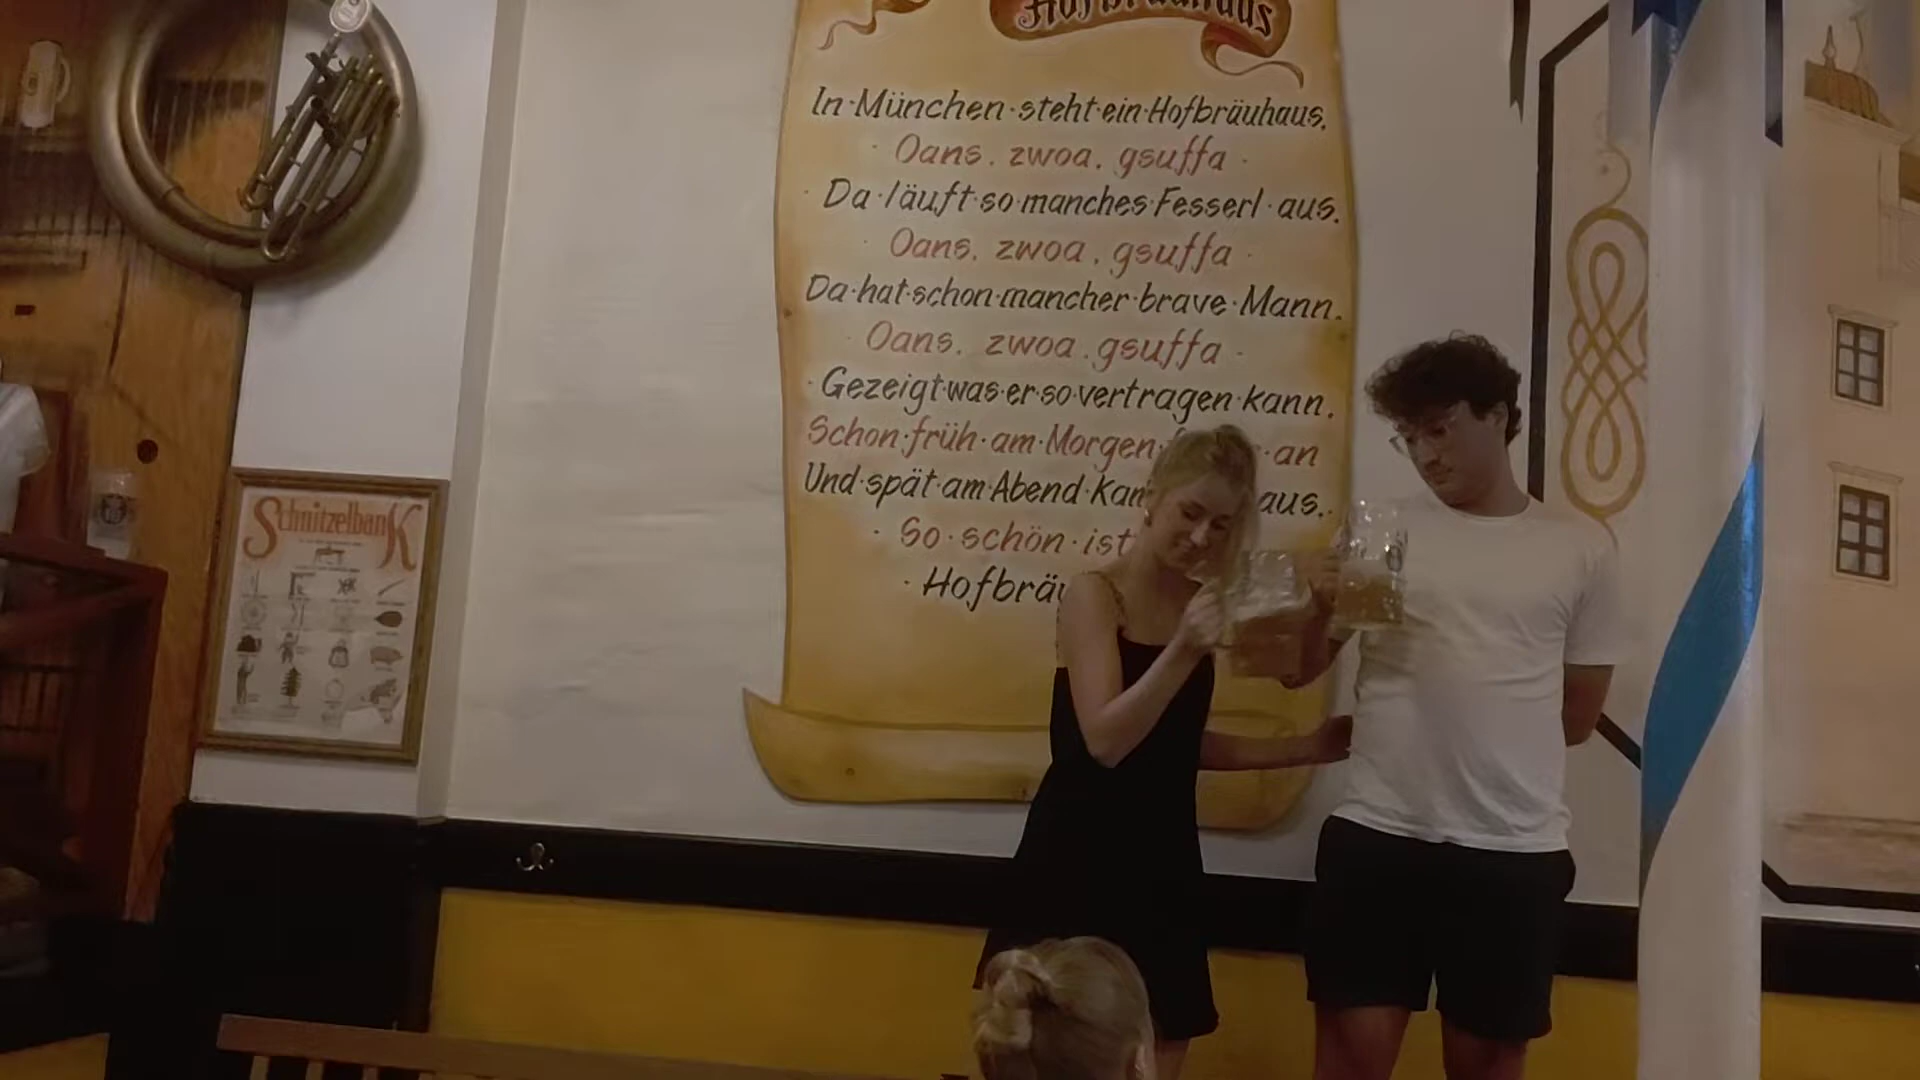 Hofbräuhaus
In·München·steht·ein·Hofbräuhaus.
· Oans. zwoa. gsuffa ·
· Da·läuft·so·manches·Fesserl·aus.
· Oans. zwoa. gsuffa ·
Da·hat·schon·mancher·brave·Mann.
· Oans. zwoa. gsuffa ·
· Gezeigt·was·er·so·vertragen·kann.
Schon·früh·am·Morgen· ·an
Und·spät·am·Abend· aus.
· So·schön·ist
· Hofbräu
SchnitzelbanK